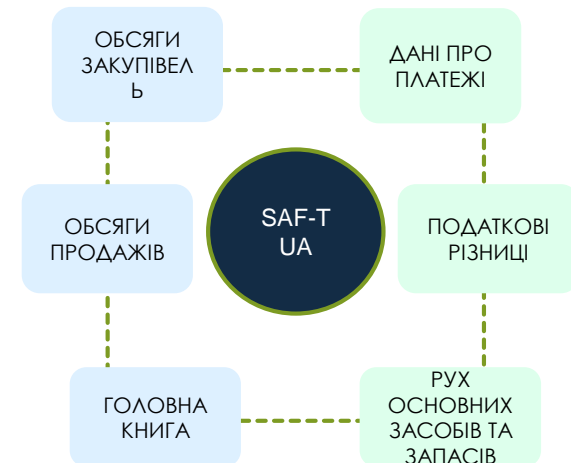 ОБСЯГИ
ЗАКУПІВЕЛ
Ь
ДАНІ ПРО
ПЛАТЕЖІ
ОБСЯГИ
ПРОДАЖІВ
SAF-T
UA
ПОДАТКОВІ
РІЗНИЦІ
ГОЛОВНА
КНИГА
РУХ
ОСНОВНИХ
ЗАСОБІВ ТА
ЗАПАСІВ